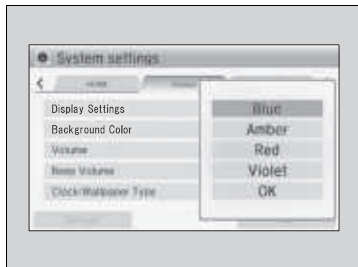 System settings
Display Settings
Background Color
Volume
Beep Volume
Clock/Wallpaper Type
Blue
Amber
Red
Violet
OK